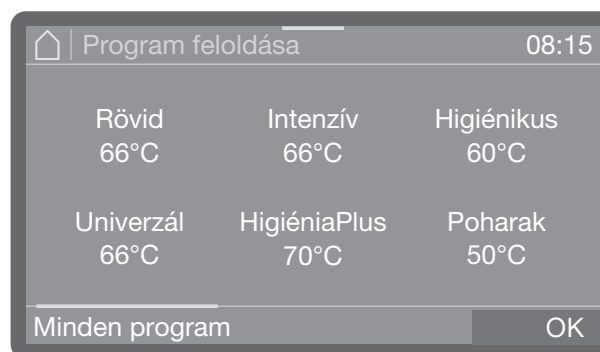 Program feloldása 08:15
Rövid Intenzív Higiénikus
66°C 66°C 60°C
Univerzál HigiéniaPlus Poharak
66°C 70°C 50°C
Minden program OK